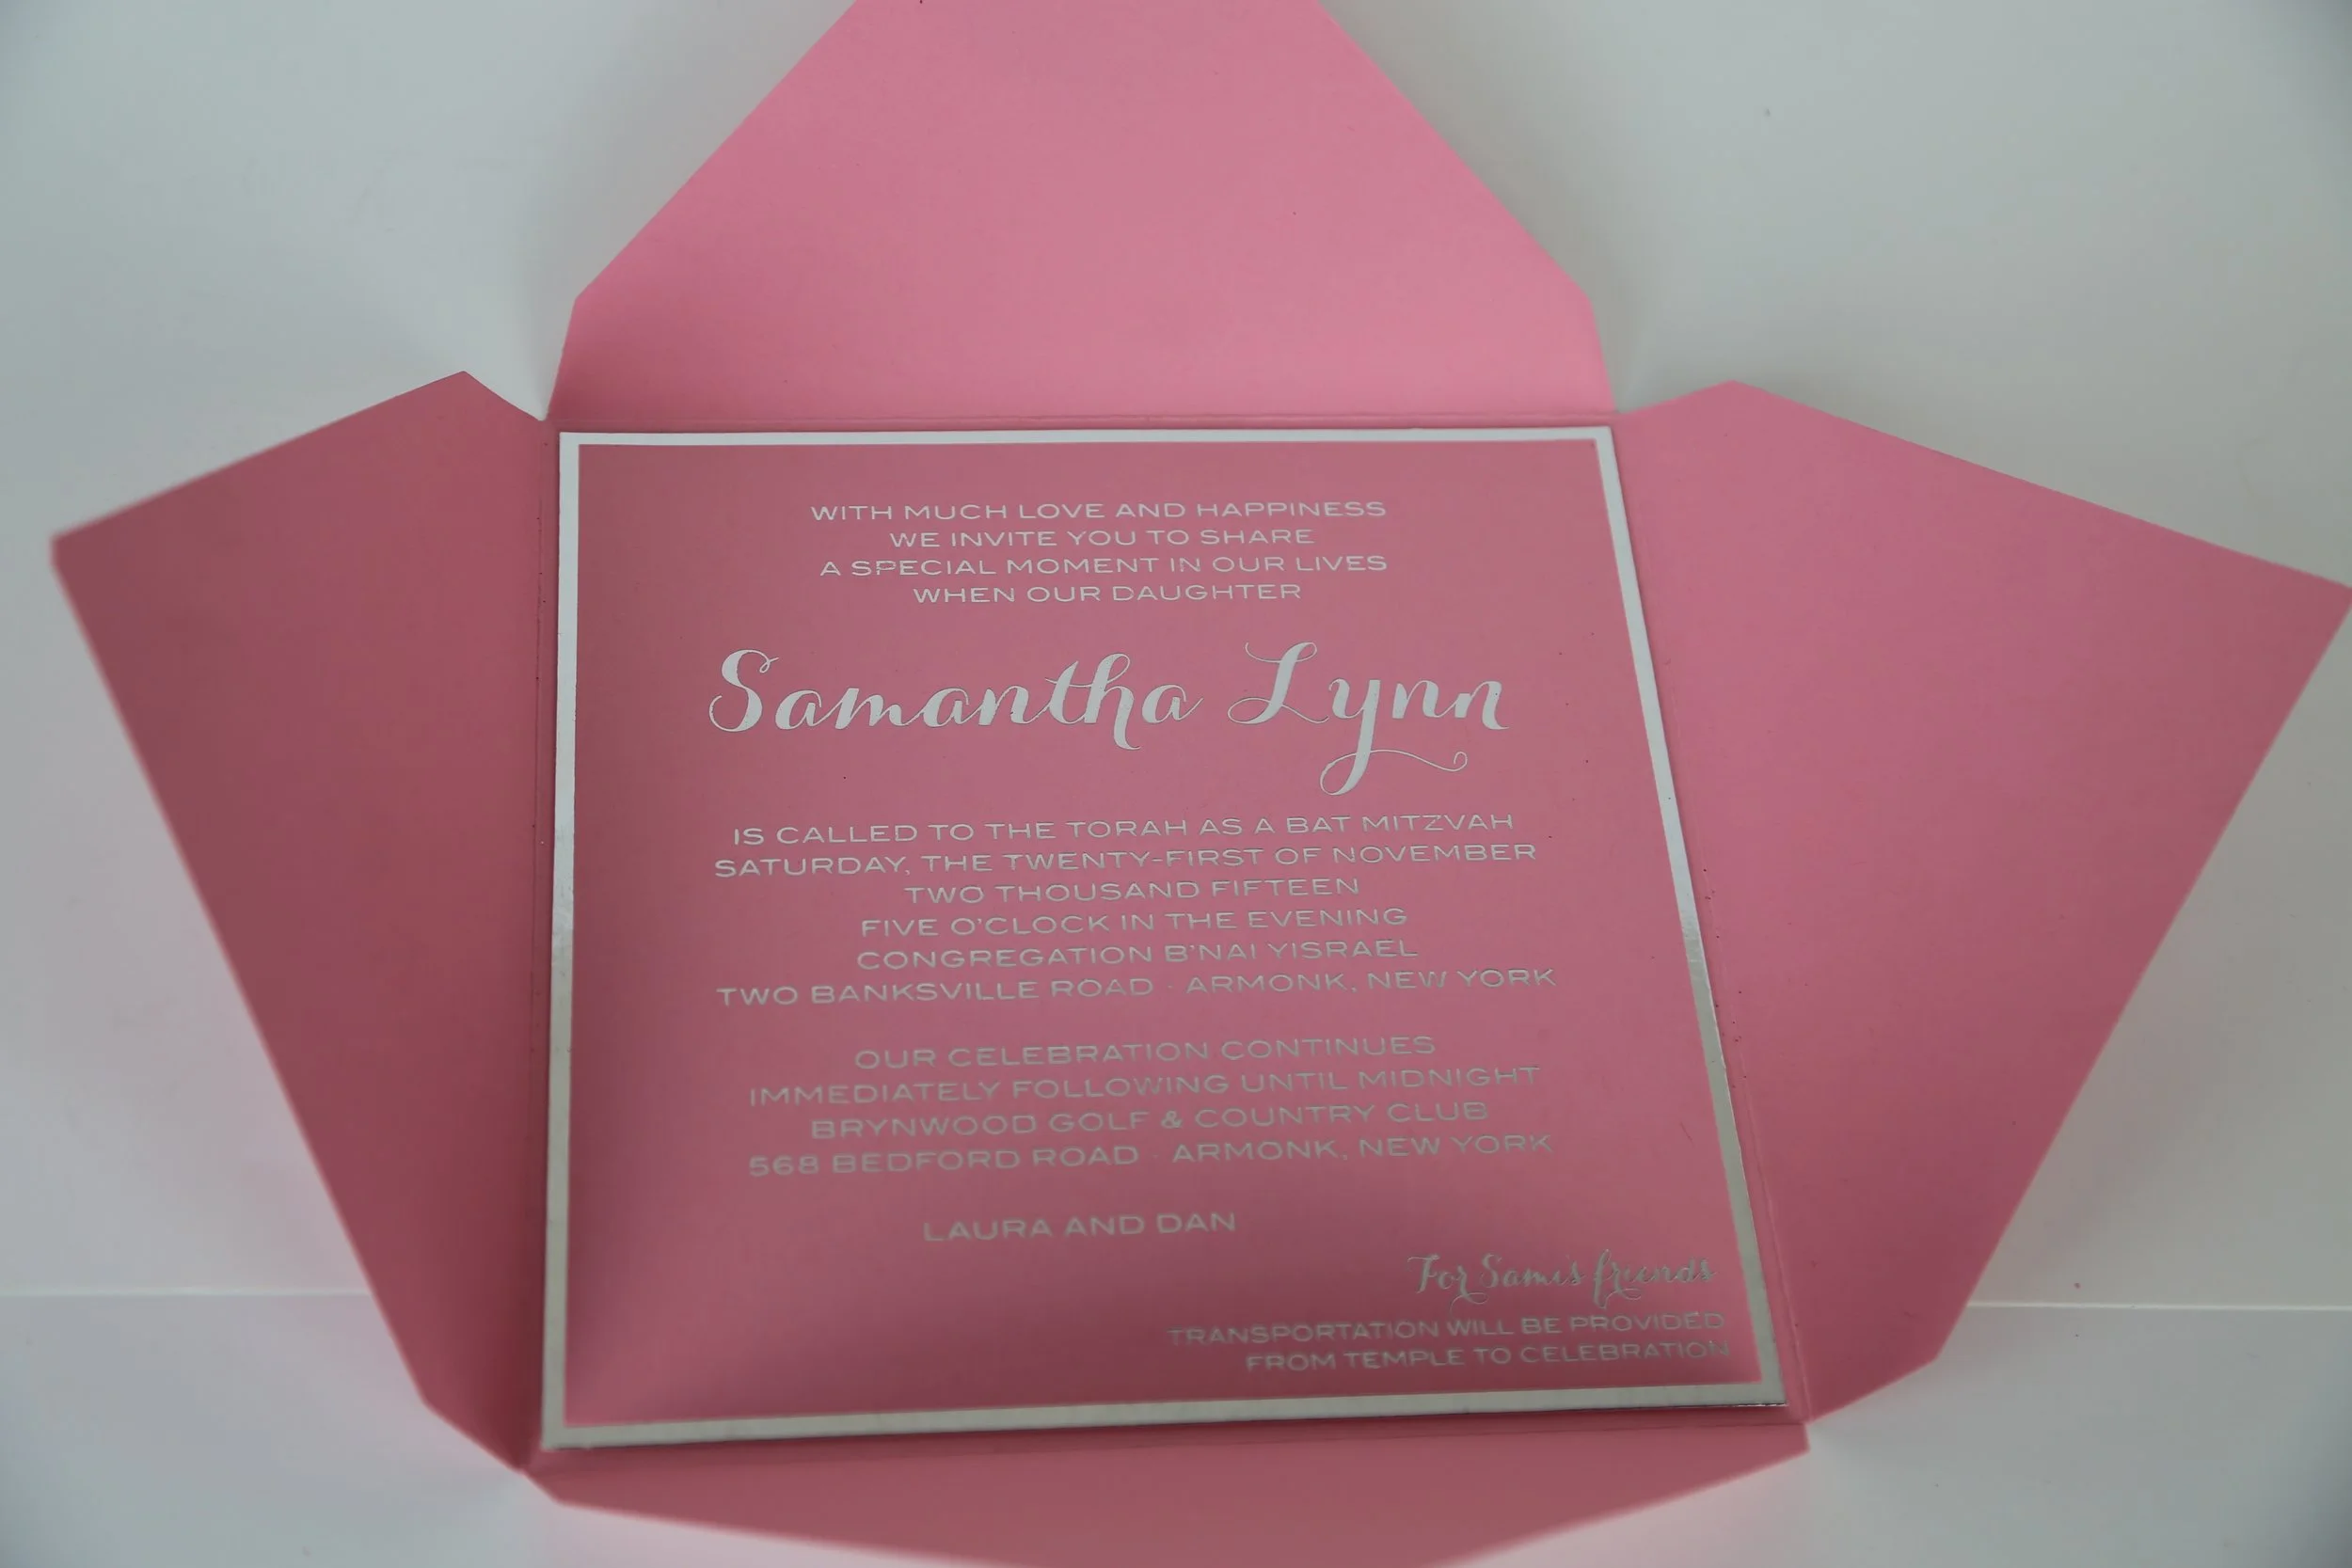 WITH MUCH LOVE AND HAPPINESS
WE INVITE YOU TO SHARE
A SPECIAL MOMENT IN OUR LIVES
WHEN OUR DAUGHTER
Samantha Lynn
IS CALLED TO THE TORAH AS A BAT MITZVAH
SATURDAY, THE TWENTY-FIRST OF NOVEMBER
TWO THOUSAND FIFTEEN
FIVE O'CLOCK IN THE EVENING
CONGREGATION B'NAI YISRAEL
TWO BANKSVILLE ROAD · ARMONK, NEW YORK
OUR CELEBRATION CONTINUES
IMMEDIATELY FOLLOWING UNTIL MIDNIGHT
BRYNWOOD GOLF & COUNTRY CLUB
568 BEDFORD ROAD · ARMONK, NEW YORK
LAURA AND DAN
For Sami's friends
TRANSPORTATION WILL BE PROVIDED
FROM TEMPLE TO CELEBRATION